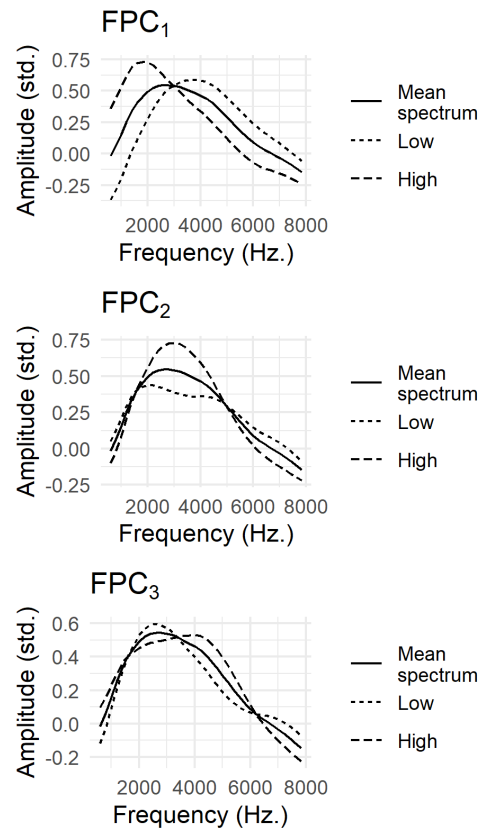 FPC₁
Amplitude (std.)
0.75
0.50
0.25
0.00
-0.25
2000 4000 6000 8000
Frequency (Hz.)
Mean
spectrum
Low
High
FPC₂
Amplitude (std.)
0.75
0.50
0.25
0.00
-0.25
2000 4000 6000 8000
Frequency (Hz.)
Mean
spectrum
Low
High
FPC₃
Amplitude (std.)
0.6
0.4
0.2
0.0
-0.2
2000 4000 6000 8000
Frequency (Hz.)
Mean
spectrum
Low
High